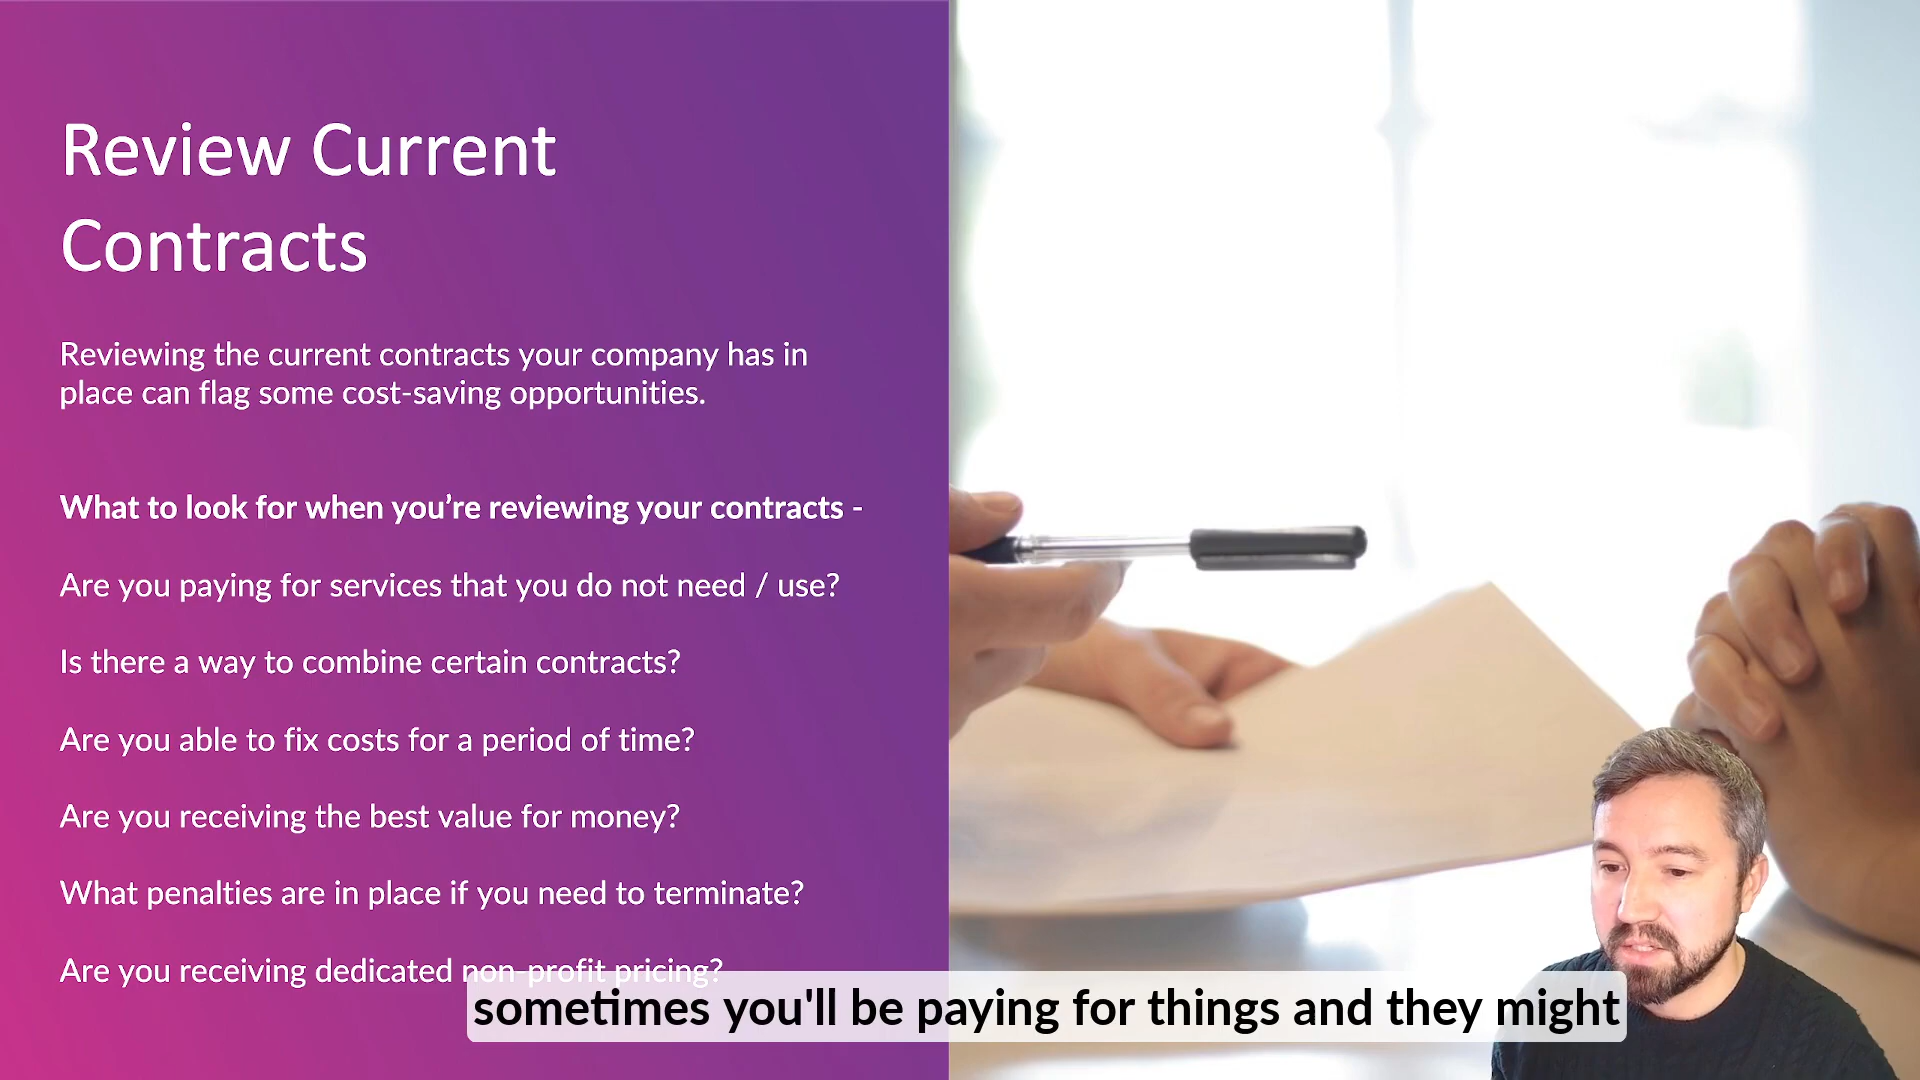 Review Current
Contracts
Reviewing the current contracts your company has in
place can flag some cost-saving opportunities.
What to look for when you’re reviewing your contracts -
Are you paying for services that you do not need / use?
Is there a way to combine certain contracts?
Are you able to fix costs for a period of time?
Are you receiving the best value for money?
What penalties are in place if you need to terminate?
Are you receiving dedicated non-profit pricing?
sometimes you'll be paying for things and they might